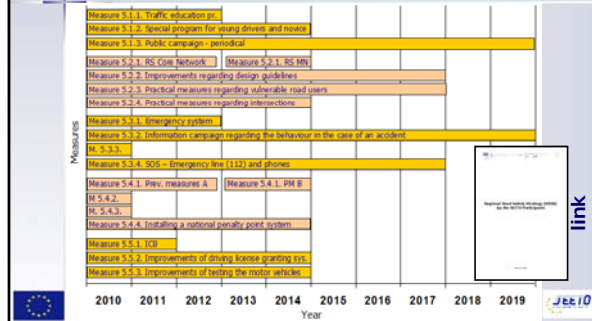 Measure 5.1.1. Traffic education pr.
Measure 5.1.2. Special program for young drivers and novice
Measure 5.1.3. Public campaign - periodical
Measure 5.2.1. RS Core Network
Measure 5.2.1. RS MN
Measure 5.2.2. Improvements regarding design guidelines
Measure 5.2.3. Practical measures regarding vulnerable road users
Measure 5.2.4. Practical measures regarding intersections
Measure 5.3.1. Emergency system
Measure 5.3.2. Information campaign regarding the behaviour in the case of an accident
M. 5.3.3.
Measure 5.3.4. SOS – Emergency line (112) and phones
Measure 5.4.1. Prev. measures A
Measure 5.4.1. PM B
M 5.4.2.
M. 5.4.3.
Measure 5.4.4. Installing a national penalty point system
Measure 5.5.1. ICB
Measure 5.5.2. Improvements of driving license granting sys.
Measure 5.5.3. Improvements of testing the motor vehicles
Measures
2010 2011 2012 2013 2014 2015 2016 2017 2018 2019
Year
Regional Road Safety Strategy
link